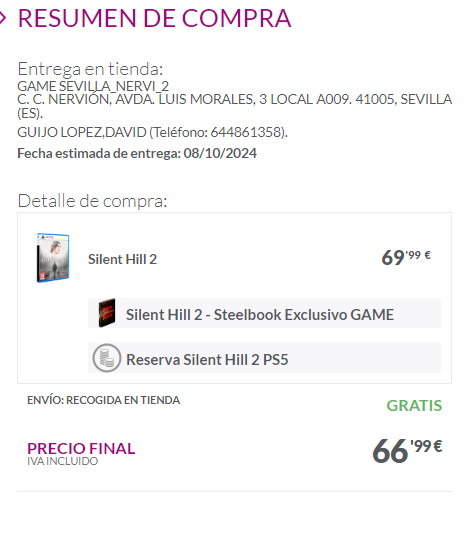 RESUMEN DE COMPRA
Entrega en tienda:
GAME SEVILLA_NERVI_2
C. C. NERVIÓN, AVDA. LUIS MORALES, 3 LOCAL A009. 41005, SEVILLA
(ES).
GUIJO LOPEZ,DAVID (Teléfono: 644861358).
Fecha estimada de entrega: 08/10/2024
Detalle de compra:
Silent Hill 2 69'99 €
Silent Hill 2 - Steelbook Exclusivo GAME
Reserva Silent Hill 2 PS5
ENVÍO: RECOGIDA EN TIENDA GRATIS
PRECIO FINAL 66'99 €
IVA INCLUIDO